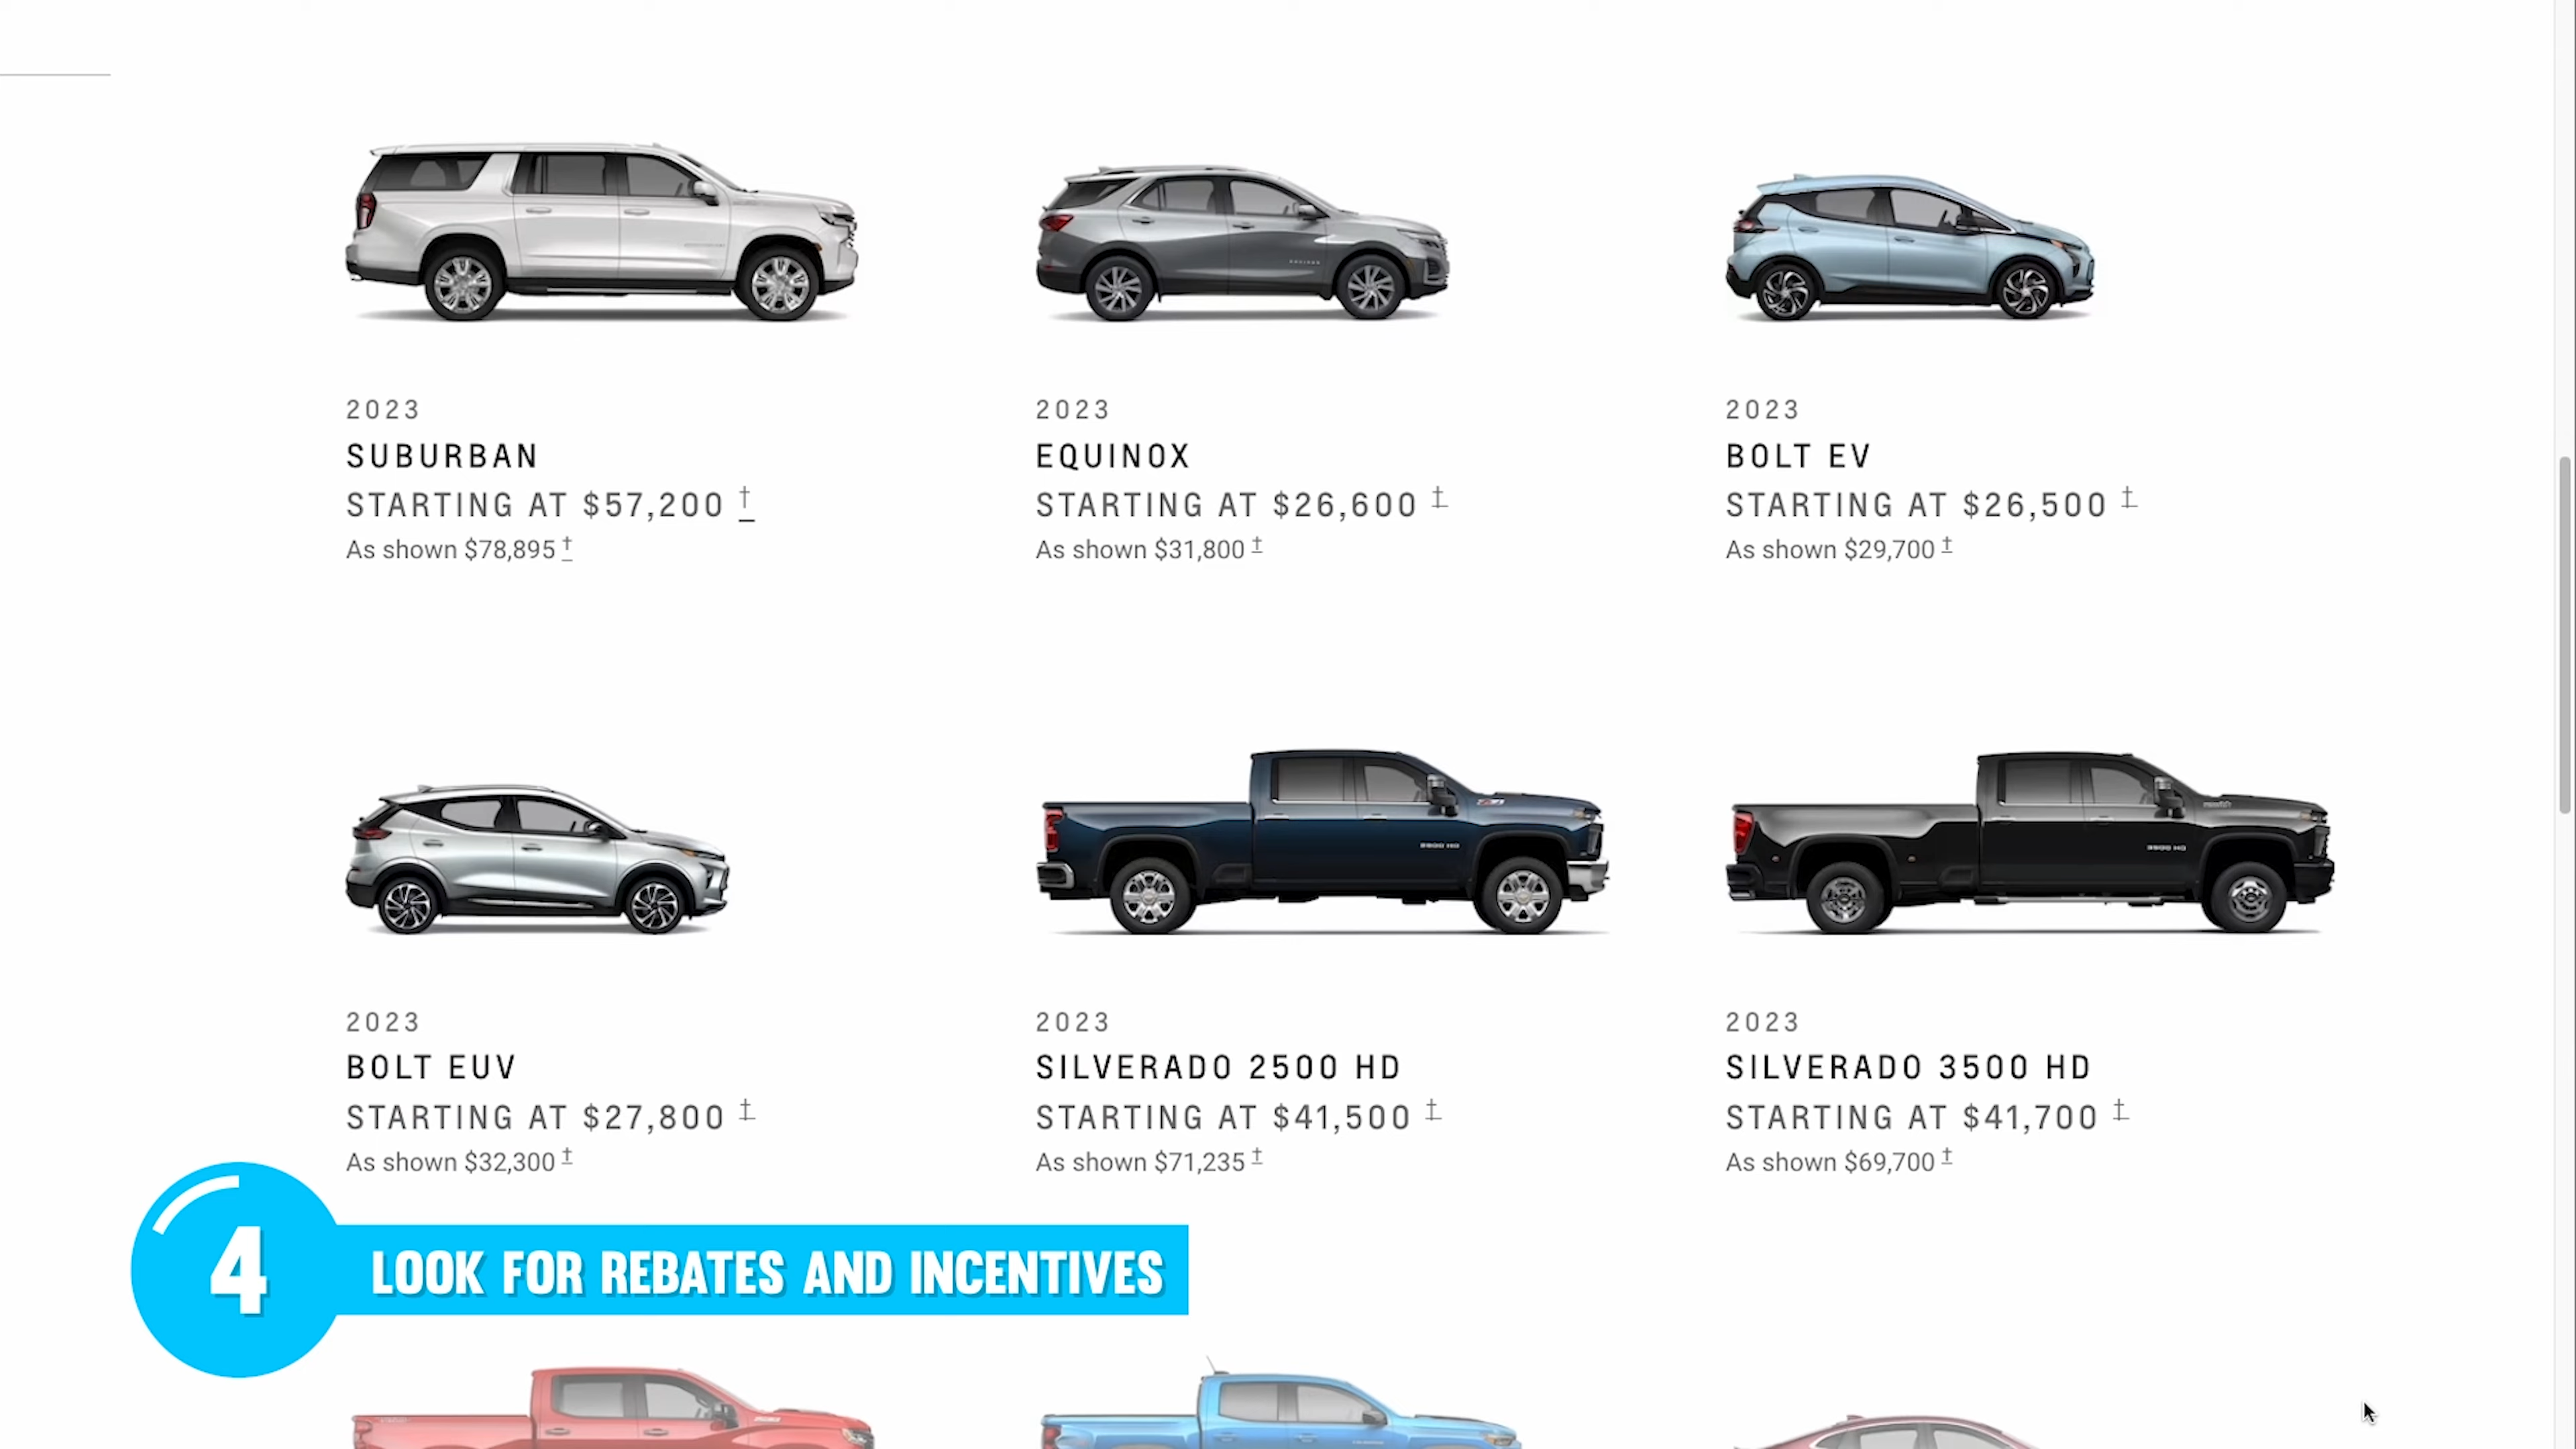 2023
SUBURBAN
STARTING AT $57,200 †
As shown $78,895 †
2023
EQUINOX
STARTING AT $26,600 †
As shown $31,800 †
2023
BOLT EV
STARTING AT $26,500 †
As shown $29,700 †
2023
BOLT EUV
STARTING AT $27,800 †
As shown $32,300 †
2023
SILVERADO 2500 HD
STARTING AT $41,500 †
As shown $71,235 †
2023
SILVERADO 3500 HD
STARTING AT $41,700 †
As shown $69,700 †
4
LOOK FOR REBATES AND INCENTIVES